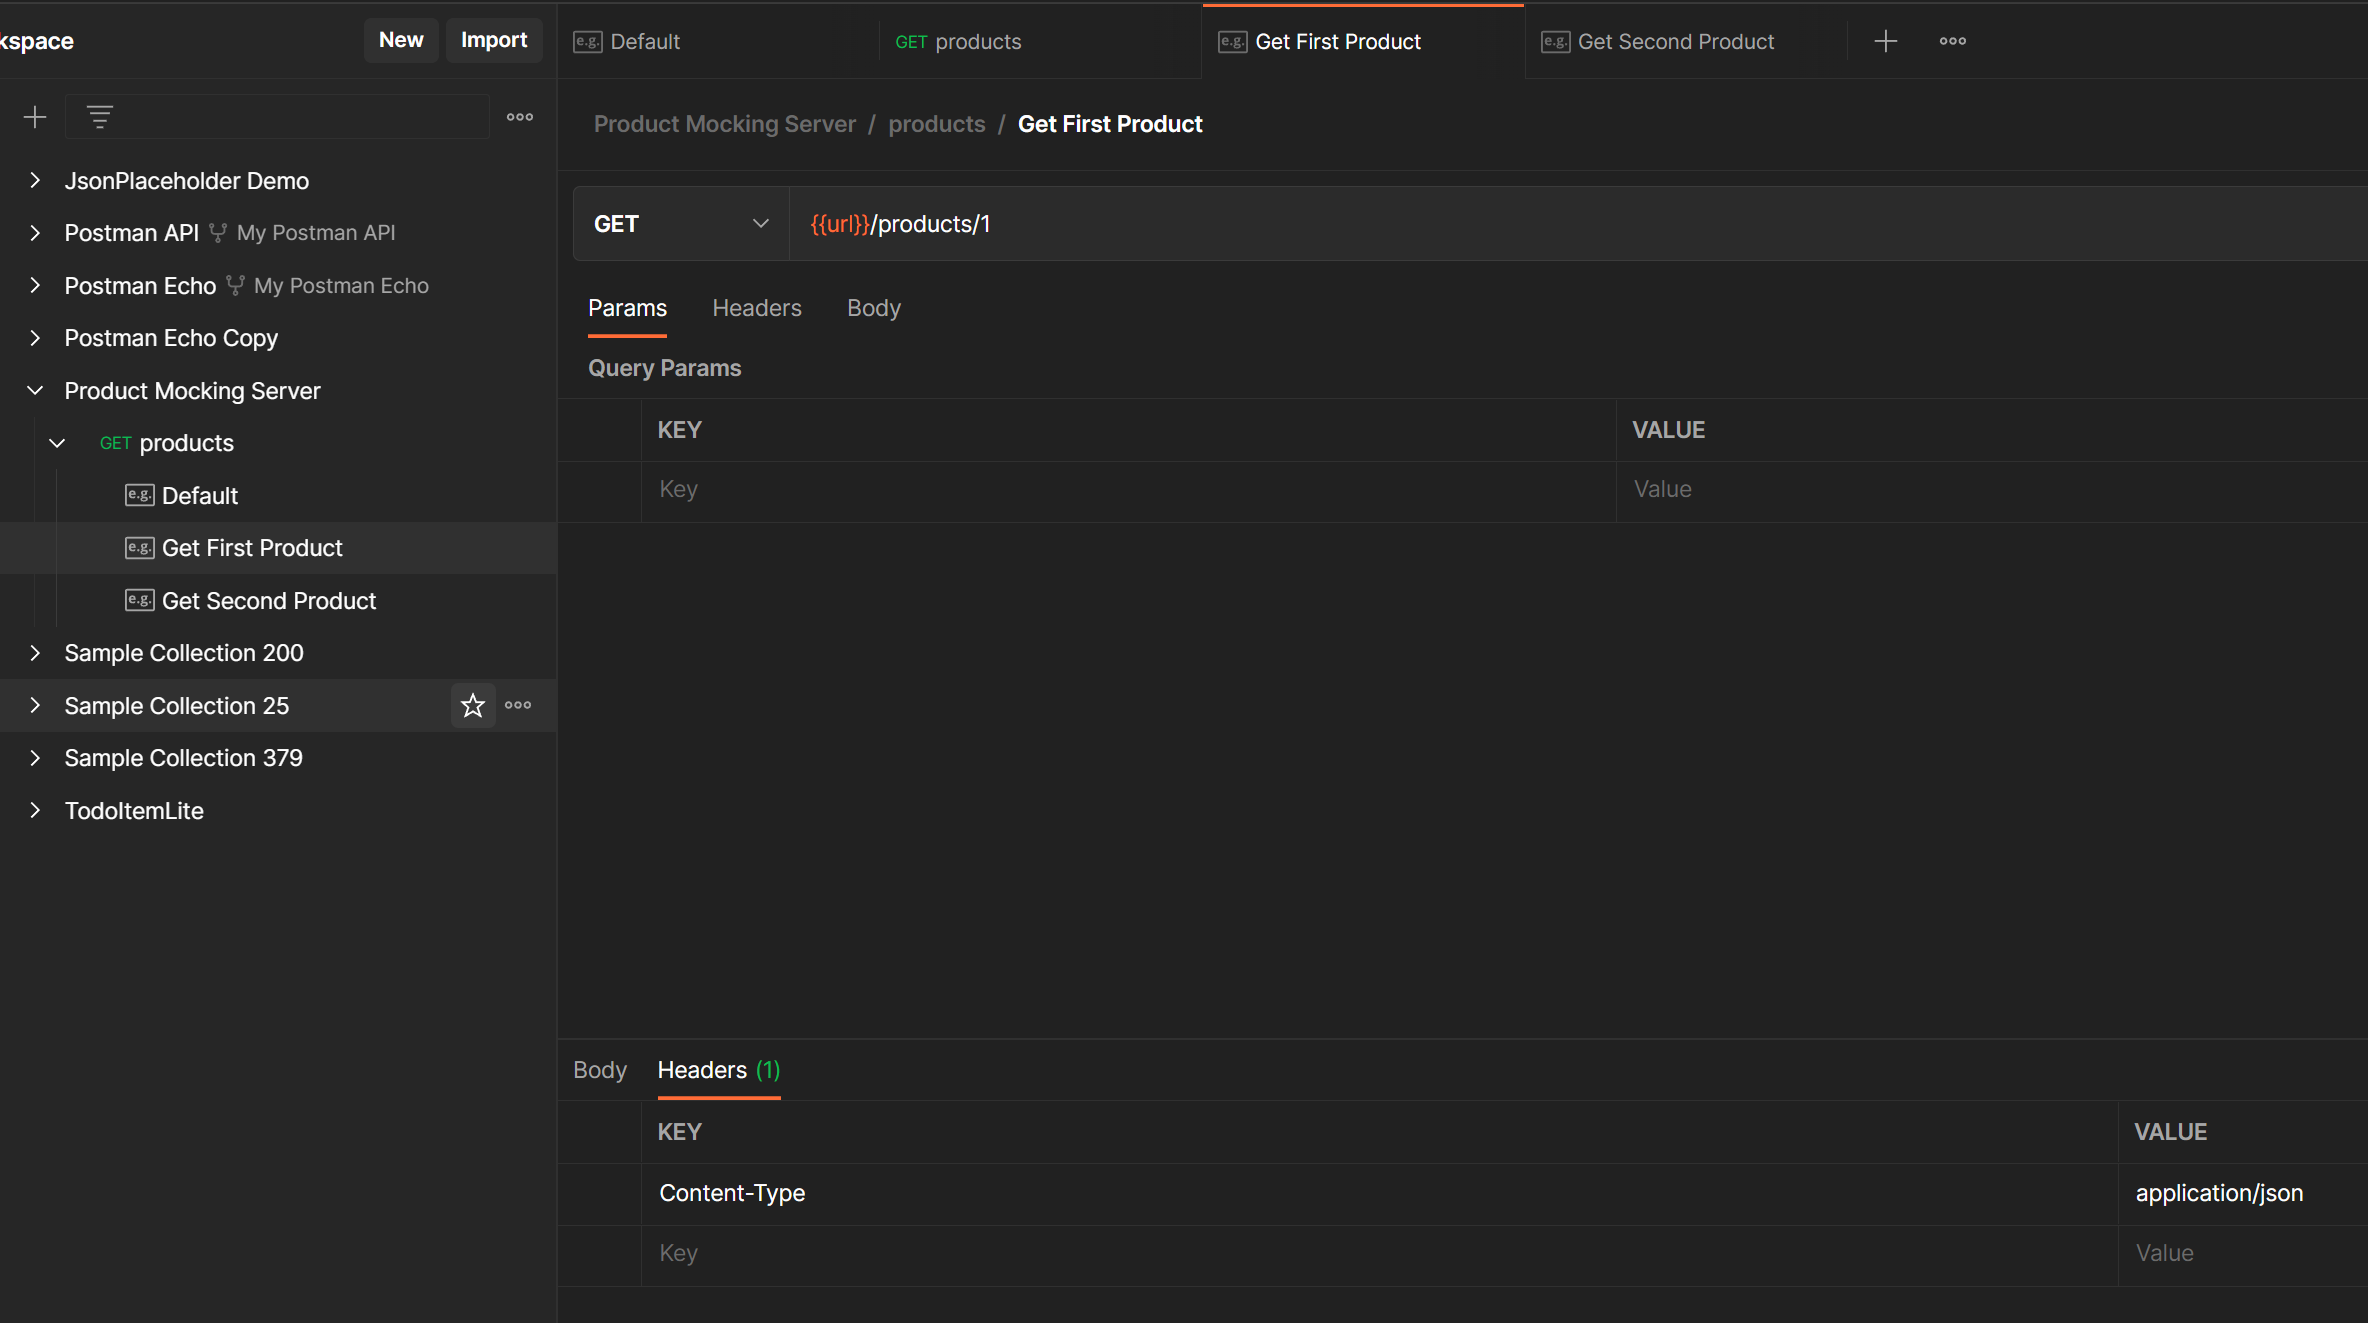 kspace
New
Import
JsonPlaceholder Demo
Postman API My Postman API
Postman Echo My Postman Echo
Postman Echo Copy
Product Mocking Server
GET products
e.g. Default
e.g. Get First Product
e.g. Get Second Product
Sample Collection 200
Sample Collection 25
Sample Collection 379
TodoItemLite
e.g. Default
GET products
e.g. Get First Product
e.g. Get Second Product
Product Mocking Server / products / Get First Product
GET
{{url}}/products/1
Params Headers Body
Query Params
KEY VALUE
Key Value
Body Headers (1)
KEY VALUE
Content-Type application/json
Key Value